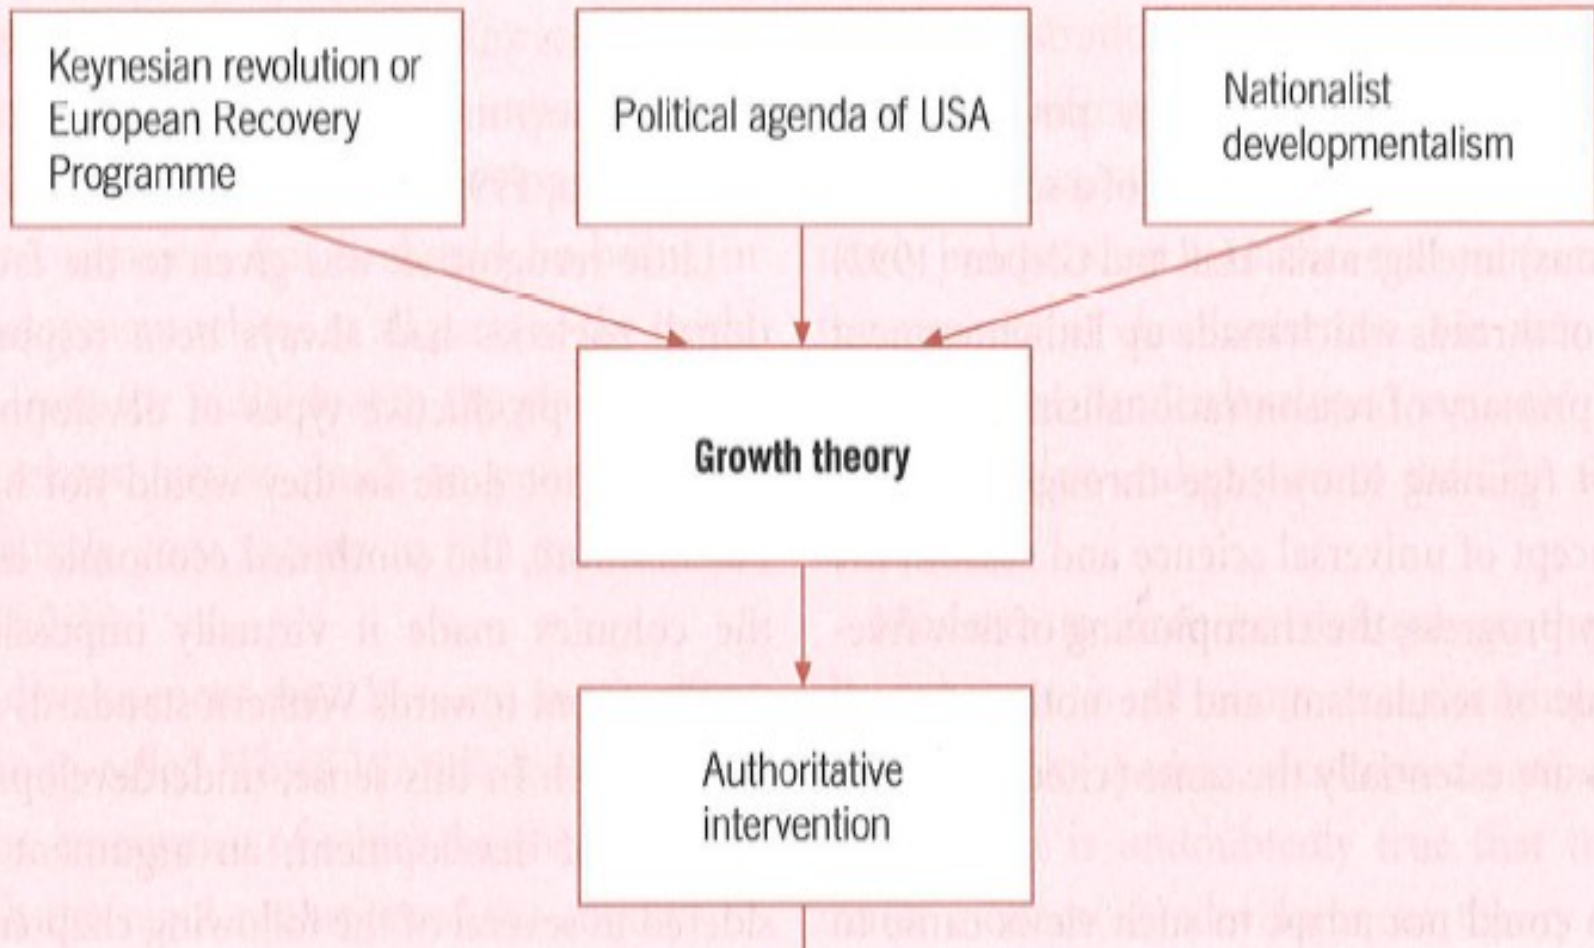 Keynesian revolution or
European Recovery
Programme
Political agenda of USA
Nationalist
developmentalism
Growth theory
Authoritative
intervention